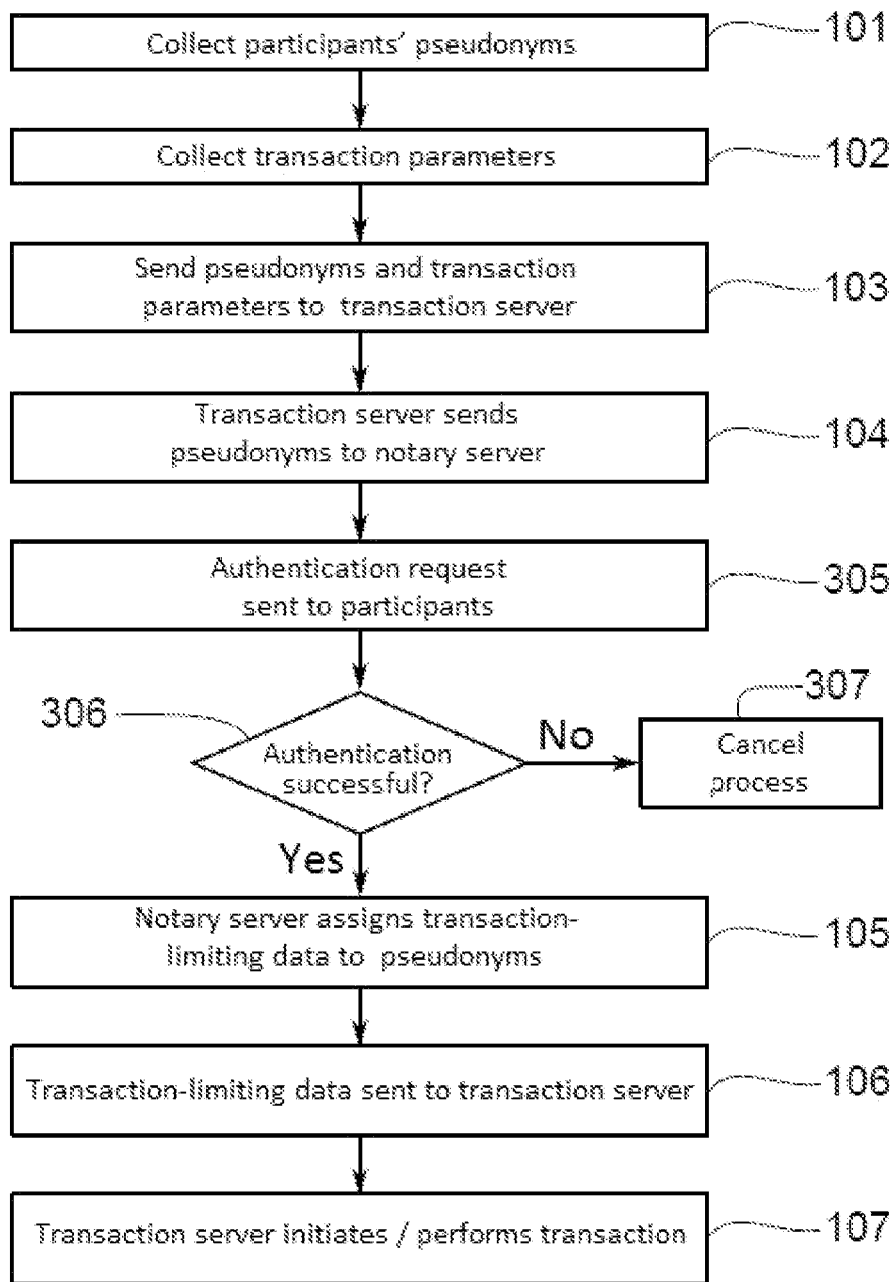 Collect participants' pseudonyms
101
Collect transaction parameters
102
Send pseudonyms and transaction
parameters to transaction server
103
Transaction server sends
pseudonyms to notary server
104
Authentication request
sent to participants
305
306
Authentication
successful?
No
307
Cancel
process
Yes
Notary server assigns transaction-
limiting data to pseudonyms
105
Transaction-limiting data sent to transaction server
106
Transaction server initiates / performs transaction
107